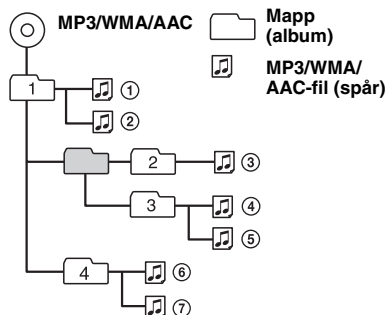 MP3/WMA/AAC
Mapp
(album)
MP3/WMA/
AAC-fil (spår)
1
①
②
2
③
3
④
⑤
4
⑥
⑦